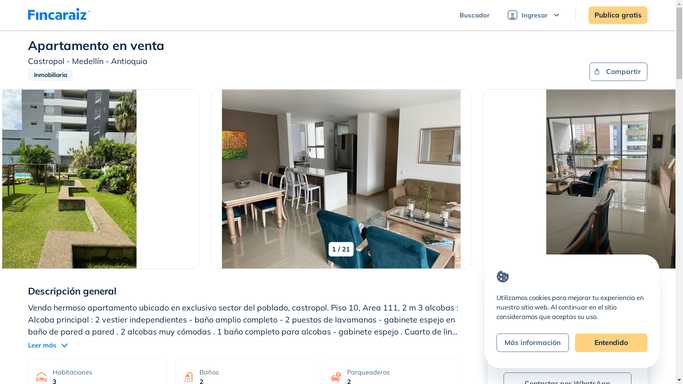 Fincaraiz
Buscador
Ingresar
Publica gratis
Apartamento en venta
Castropol - Medellín - Antioquia
Inmobiliaria
Compartir
1 / 21
Descripción general
Vendo hermoso apartamento ubicado en exclusivo sector del poblado, castropol. Piso 10, Area 111, 2 m 3 alcobas :
Alcoba principal : 2 vestier independientes - baño amplio completo - 2 puestos de lavamanos - gabinete espejo en
baño de pared a pared . 2 alcobas muy cómodas . 1 baño completo para alcobas - gabinete espejo . Cuarto de lin...
Leer más
Habitaciones
3
Baños
2
Parqueaderos
2
Utilizamos cookies para mejorar tu experiencia en
nuestro sitio web. Al continuar en el sitio
consideramos que aceptas su uso.
Más información
Entendido
Contactar por WhatsApp